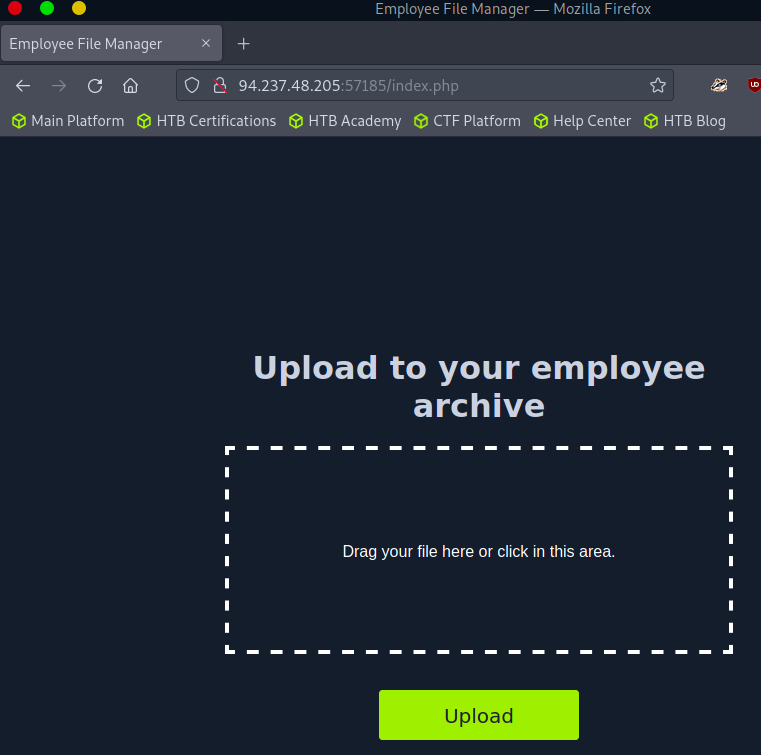 Employee File Manager — Mozilla Firefox
Employee File Manager
94.237.48.205:57185/index.php
Main Platform HTB Certifications HTB Academy CTF Platform Help Center HTB Blog
Upload to your employee
archive
Drag your file here or click in this area.
Upload